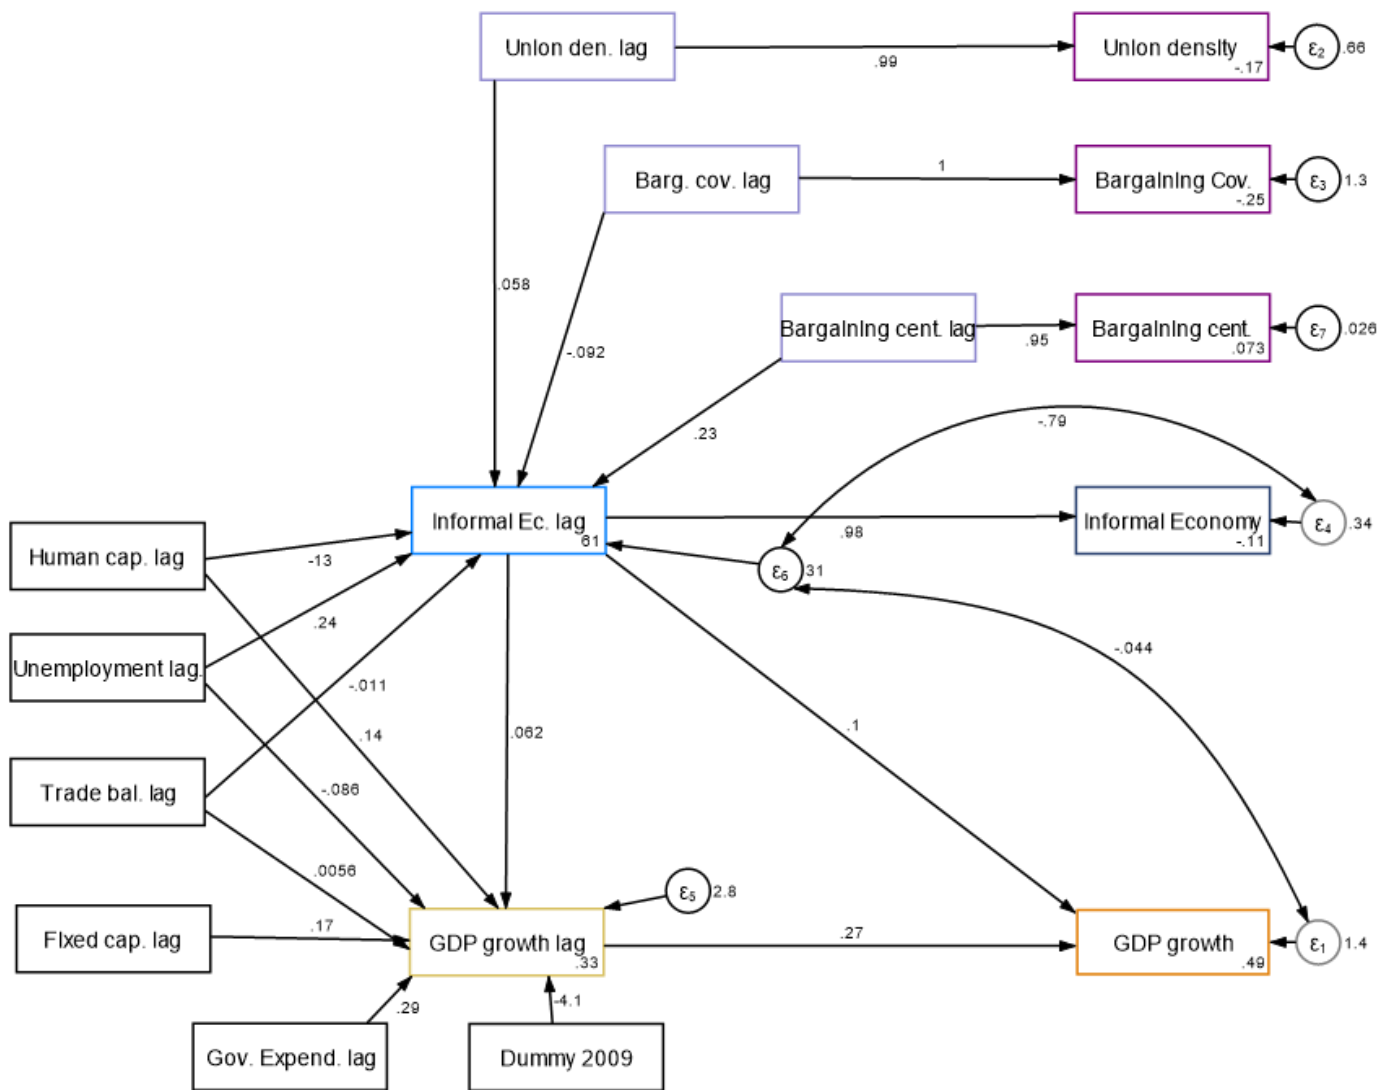 Union den. lag
.99
Union density
-.17
ε2
.66
Barg. cov. lag
1
Bargaining Cov.
-.25
ε3
1.3
.058
-.092
Bargaining cent. lag
.95
Bargaining cent.
.073
ε7
.026
.23
-.79
Informal Ec. lag
61
.98
Informal Economy
-.11
ε4
.34
ε6
31
Human cap. lag
-13
.24
Unemployment lag.
-.011
-.044
.14
.062
.1
Trade bal. lag
-.086
.0056
ε5
2.8
Fixed cap. lag
.17
GDP growth lag
.33
.27
GDP growth
.49
ε1
1.4
.29
-4.1
Gov. Expend. lag
Dummy 2009